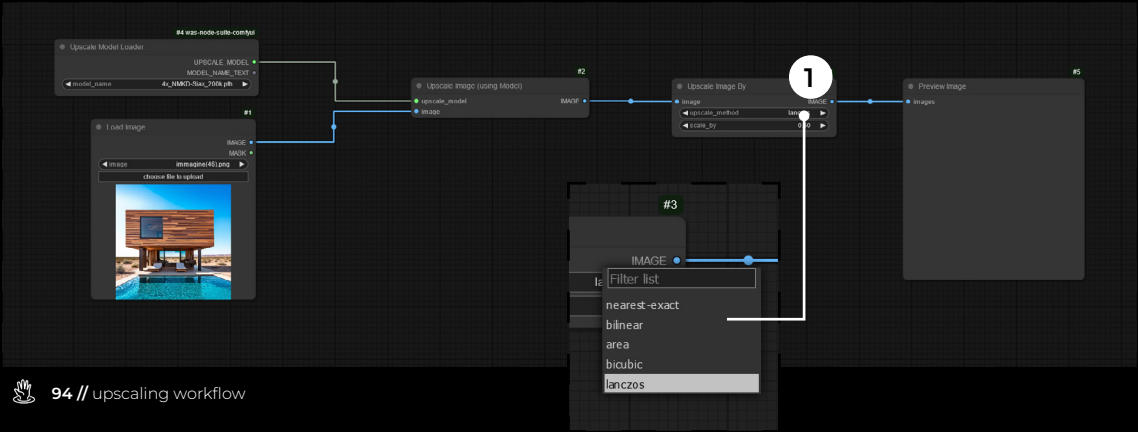 #4 was-node-suite-comfyui
Upscale Model Loader
UPSCALE_MODEL
MODEL_NAME_TEXT
model_name 4x_NMKD-Siax_200k.pth
#1
Load Image
IMAGE
MASK
image immagine(46).png
choose file to upload
#2
Upscale Image (using Model)
upscale_model IMAGE
image
1
Upscale Image By
image IMAGE
upscale_method
scale_by
#5
Preview Image
images
#3
IMAGE
la
Filter list
nearest-exact
bilinear
area
bicubic
lanczos
94 // upscaling workflow